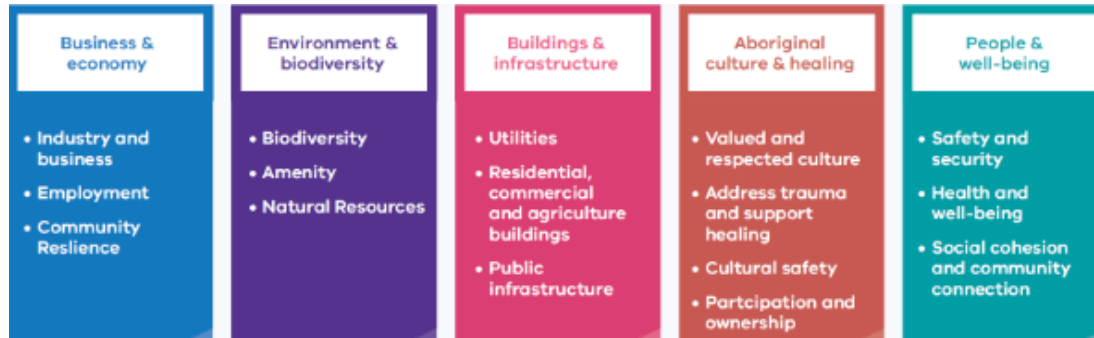 Business &
economy
• Industry and
business
• Employment
• Community
Reslience
Environment &
biodiversity
• Biodiversity
• Amenity
• Natural Resources
Buildings &
infrastructure
• Utilities
• Residential,
commercial
and agriculture
buildings
• Public
infrastructure
Aboriginal
culture & healing
• Valued and
respected culture
• Address trauma
and support
healing
• Cultural safety
• Partcipation and
ownership
People &
well-being
• Safety and
security
• Health and
well-being
• Social cohesion
and community
connection